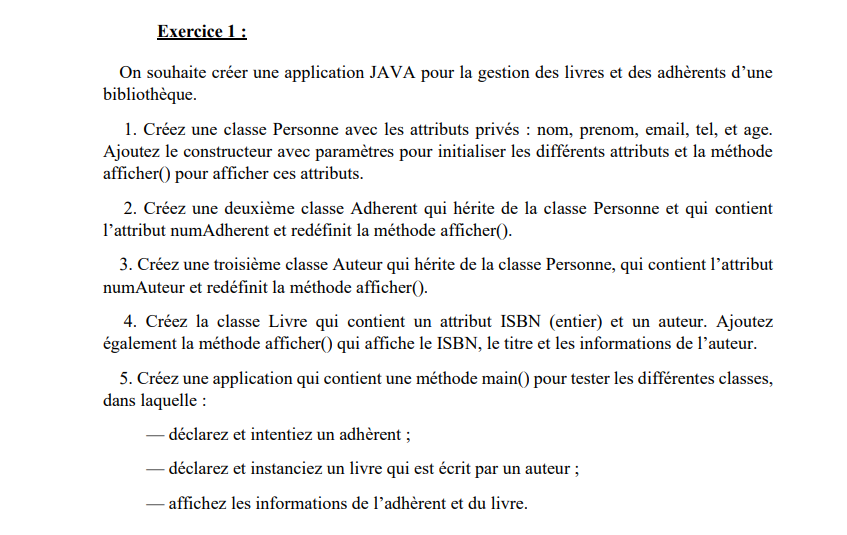 Exercice 1 :
On souhaite créer une application JAVA pour la gestion des livres et des adhèrents d’une
bibliothèque.
1. Créez une classe Personne avec les attributs privés : nom, prenom, email, tel, et age.
Ajoutez le constructeur avec paramètres pour initialiser les différents attributs et la méthode
afficher() pour afficher ces attributs.
2. Créez une deuxième classe Adherent qui hérite de la classe Personne et qui contient
l’attribut numAdherent et redéfinit la méthode afficher().
3. Créez une troisième classe Auteur qui hérite de la classe Personne, qui contient l’attribut
numAuteur et redéfinit la méthode afficher().
4. Créez la classe Livre qui contient un attribut ISBN (entier) et un auteur. Ajoutez
également la méthode afficher() qui affiche le ISBN, le titre et les informations de l’auteur.
5. Créez une application qui contient une méthode main() pour tester les différentes classes,
dans laquelle :
— déclarez et intentiez un adhèrent ;
— déclarez et instanciez un livre qui est écrit par un auteur ;
— affichez les informations de l’adhèrent et du livre.